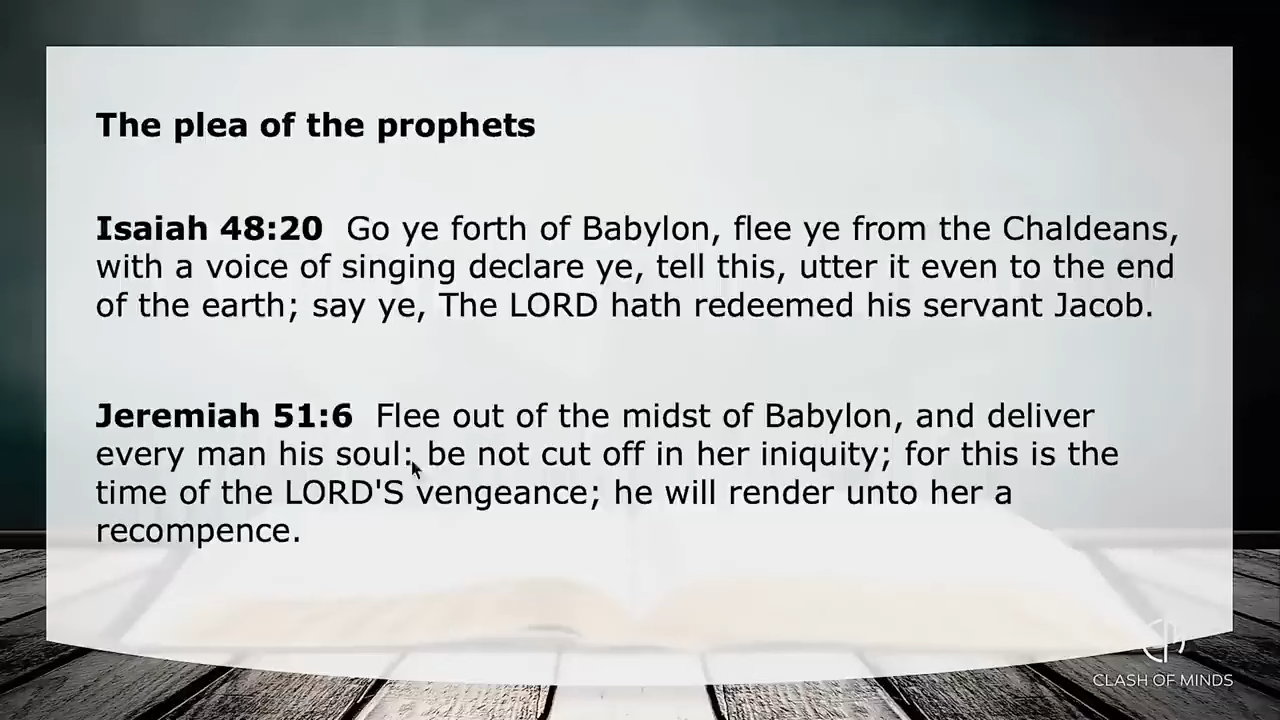 The plea of the prophets
Isaiah 48:20 Go ye forth of Babylon, flee ye from the Chaldeans,
with a voice of singing declare ye, tell this, utter it even to the end
of the earth; say ye, The LORD hath redeemed his servant Jacob.
Jeremiah 51:6 Flee out of the midst of Babylon, and deliver
every man his soul: be not cut off in her iniquity; for this is the
time of the LORD'S vengeance; he will render unto her a
recompence.
CLASH OF MINDS